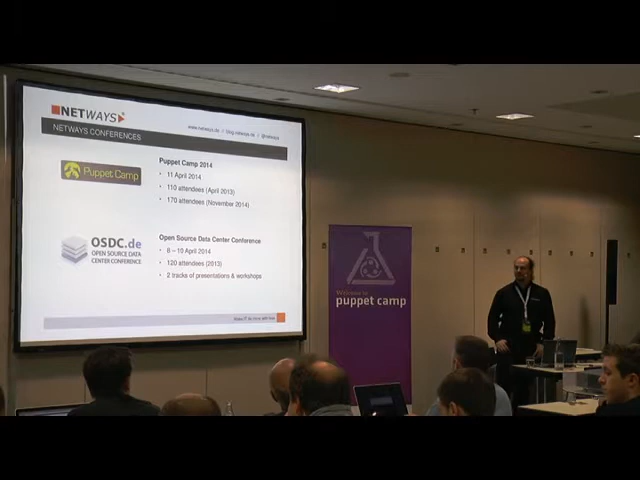 NETWAYS
www.netways.de // blog.netways.de // @netways
NETWAYS CONFERENCES
Puppet Camp
Puppet Camp 2014
• 11 April 2014
• 110 attendees (April 2013)
• 170 attendees (November 2014)
OSDC.de
OPEN SOURCE DATA
CENTER CONFERENCE
Open Source Data Center Conference
• 8 – 10 April 2014
• 120 attendees (2013)
• 2 tracks of presentations & workshops
Welcome to
puppet camp